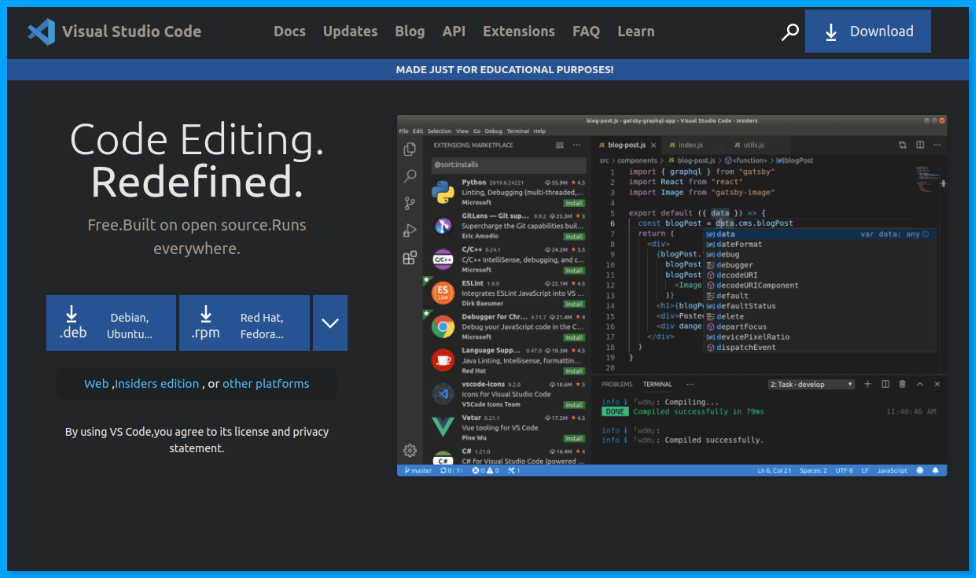 Visual Studio Code
Docs Updates Blog API Extensions FAQ Learn
Download
MADE JUST FOR EDUCATIONAL PURPOSES!
Code Editing.
Redefined.
Free.Built on open source.Runs
everywhere.
.deb
Debian,
Ubuntu...
.rpm
Red Hat,
Fedora...
Web ,Insiders edition , or other platforms
By using VS Code,you agree to its license and privacy
statement.
blog-post.js - gatsby-graphql-app - Visual Studio Code - Insiders
File Edit Selection View Go Debug Terminal Help
EXTENSIONS: MARKETPLACE
@sort:installs
Python 2019.6.24221 55.9M 4.5
Linting, Debugging (multi-threaded,...
Microsoft Install
GitLens — Git sup... 9.9.2 23.3M 5
Supercharge the Git capabilities buil...
Eric Amodio Install
C/C++ 0.24.1 24.2M 3.5
C/C++ IntelliSense, debugging, and c...
Microsoft Install
ESLint 1.9.0 22.1M 4.5
Integrates ESLint JavaScript into VS ...
Dirk Baeumer Install
Debugger for Chr... 4.11.7 21.4M 4
Debug your JavaScript code in the C...
Microsoft Install
Language Supp... 0.47.0 19.3M 4.5
Java Linting, Intellisense, formattin...
Red Hat Install
vscode-icons 9.2.0 18.6M 5
Icons for Visual Studio Code
VSCode Icons Team Install
Vetur 0.21.1 17.2M 4.5
Vue tooling for VS Code
Pine Wu Install
C# 1.21.0 16.4M 4
C# for Visual Studio Code (powered ...
blog-post.js index.js utils.js
src › components › blog-post.js › <function> › blogPost
1 import { graphql } from "gatsby"
2 import React from "react"
3 import Image from "gatsby-image"
4
5 export default ({ data }) => {
6 const blogPost = data.cms.blogPost
7 return (
8 <div>
9 {blogPost.
10 blogPost
11 blogPost
12 <Image
13 )}
14 <h1>{blogP
15 <div>Poste
16 <div dange
17 </div>
18 )
19 }
20
data var data: any
dateFormat
debug
debugger
decodeURI
decodeURIComponent
default
defaultStatus
delete
departFocus
devicePixelRatio
dispatchEvent
PROBLEMS TERMINAL ...
2: Task - develop
info i ｢wdm｣: Compiling...
DONE Compiled successfully in 79ms 11:40:46 AM
info i ｢wdm｣:
info i ｢wdm｣: Compiled successfully.
master 0↓ 1↑ 0 0 1
Ln 6, Col 21 Spaces: 2 UTF-8 LF JavaScript